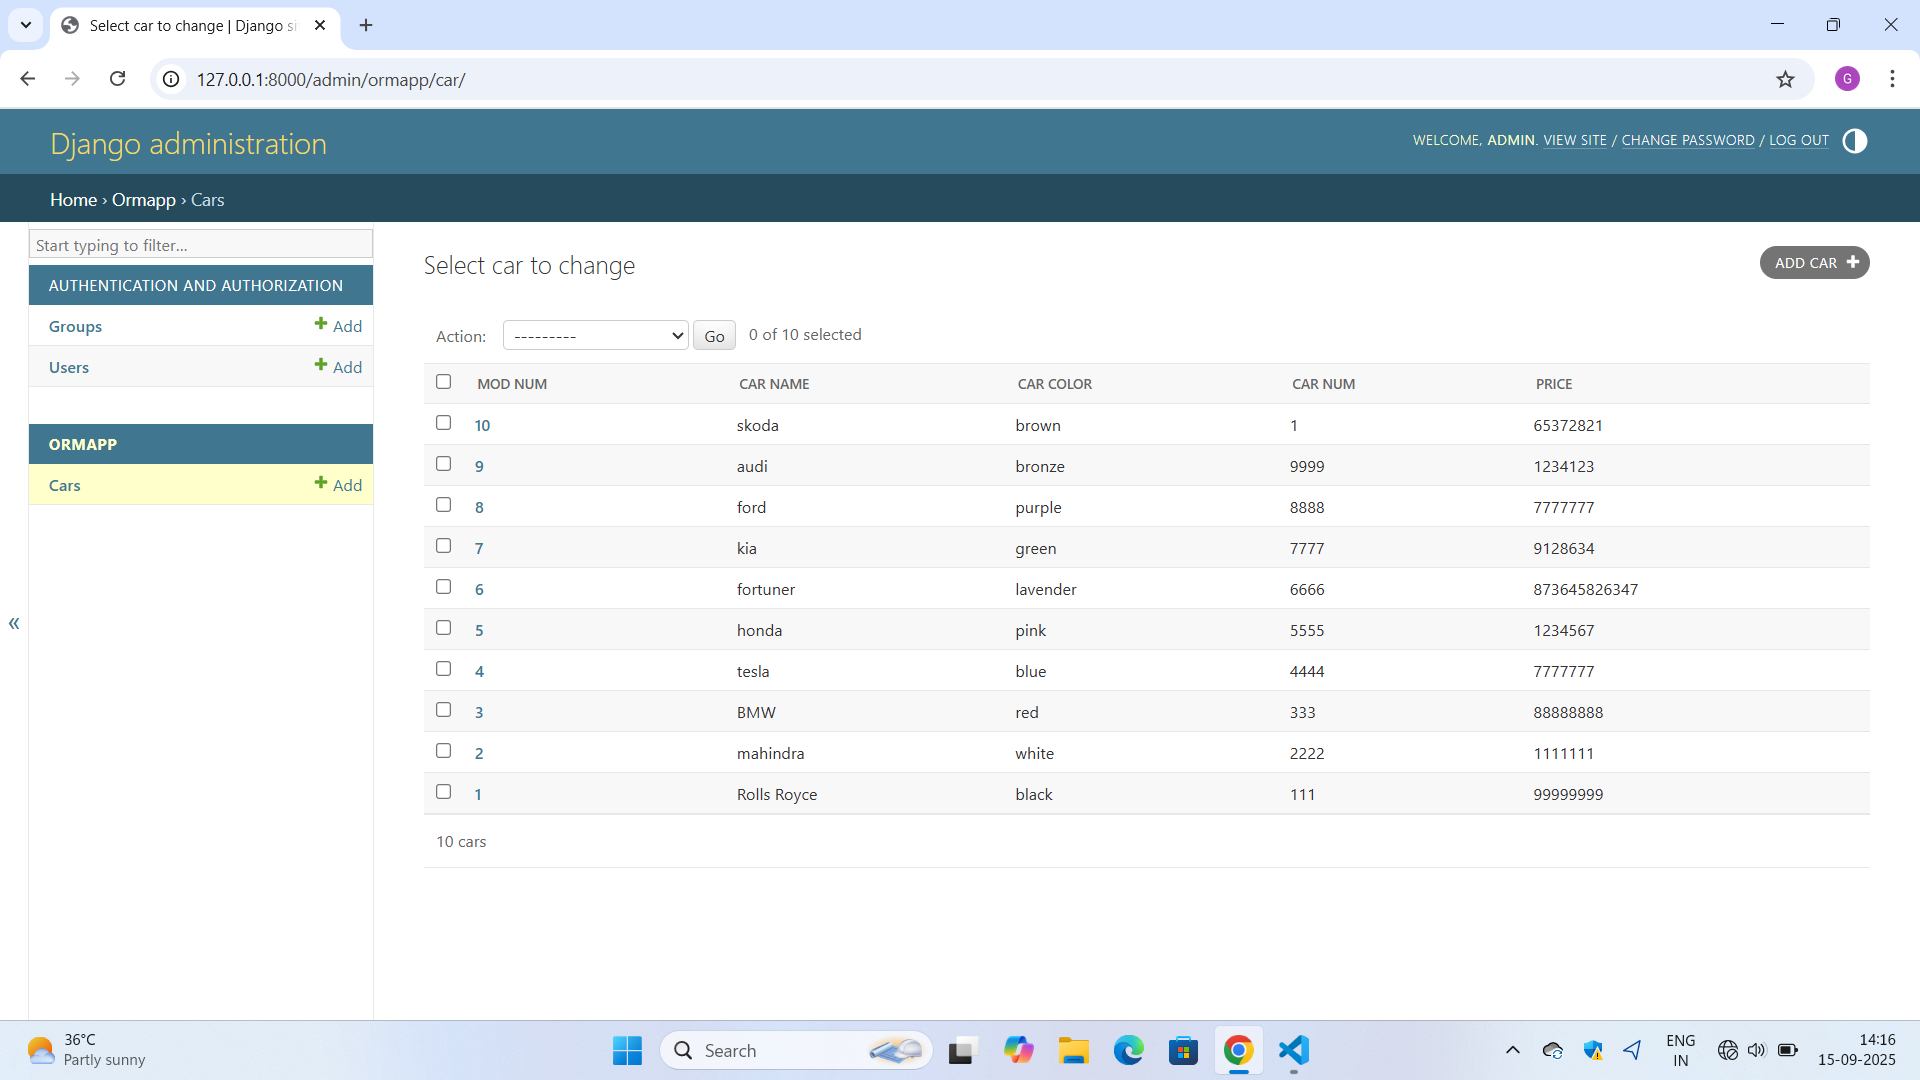 Select car to change | Django si
127.0.0.1:8000/admin/ormapp/car/
G
Django administration
WELCOME, ADMIN. VIEW SITE / CHANGE PASSWORD / LOG OUT
Home › Ormapp › Cars
Start typing to filter...
AUTHENTICATION AND AUTHORIZATION
Groups + Add
Users + Add
ORMAPP
Cars + Add
«
Select car to change
ADD CAR +
Action: --------- Go 0 of 10 selected
MOD NUM CAR NAME CAR COLOR CAR NUM PRICE
10 skoda brown 1 65372821
9 audi bronze 9999 1234123
8 ford purple 8888 7777777
7 kia green 7777 9128634
6 fortuner lavender 6666 873645826347
5 honda pink 5555 1234567
4 tesla blue 4444 7777777
3 BMW red 333 88888888
2 mahindra white 2222 1111111
1 Rolls Royce black 111 99999999
10 cars
36°C
Partly sunny
Search
ENG
IN
14:16
15-09-2025